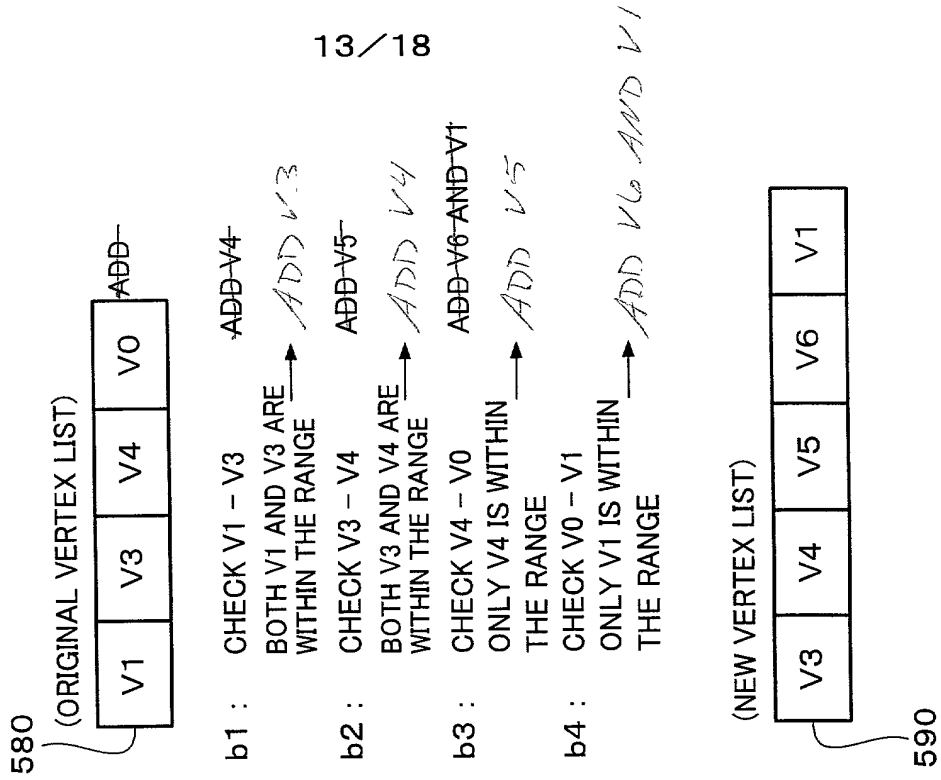 13/18
580
(ORIGINAL VERTEX LIST)
V1 V3 V4 V0 ADD
b1 : CHECK V1 – V3 ADD V4
BOTH V1 AND V3 ARE
WITHIN THE RANGE → ADD V3
b2 : CHECK V3 – V4 ADD V5
BOTH V3 AND V4 ARE
WITHIN THE RANGE → ADD V4
b3 : CHECK V4 – V0 ADD V6 AND V1
ONLY V4 IS WITHIN
THE RANGE → ADD V5
b4 : CHECK V0 – V1
ONLY V1 IS WITHIN
THE RANGE → ADD V6 AND V1
(NEW VERTEX LIST)
V3 V4 V5 V6 V1
590